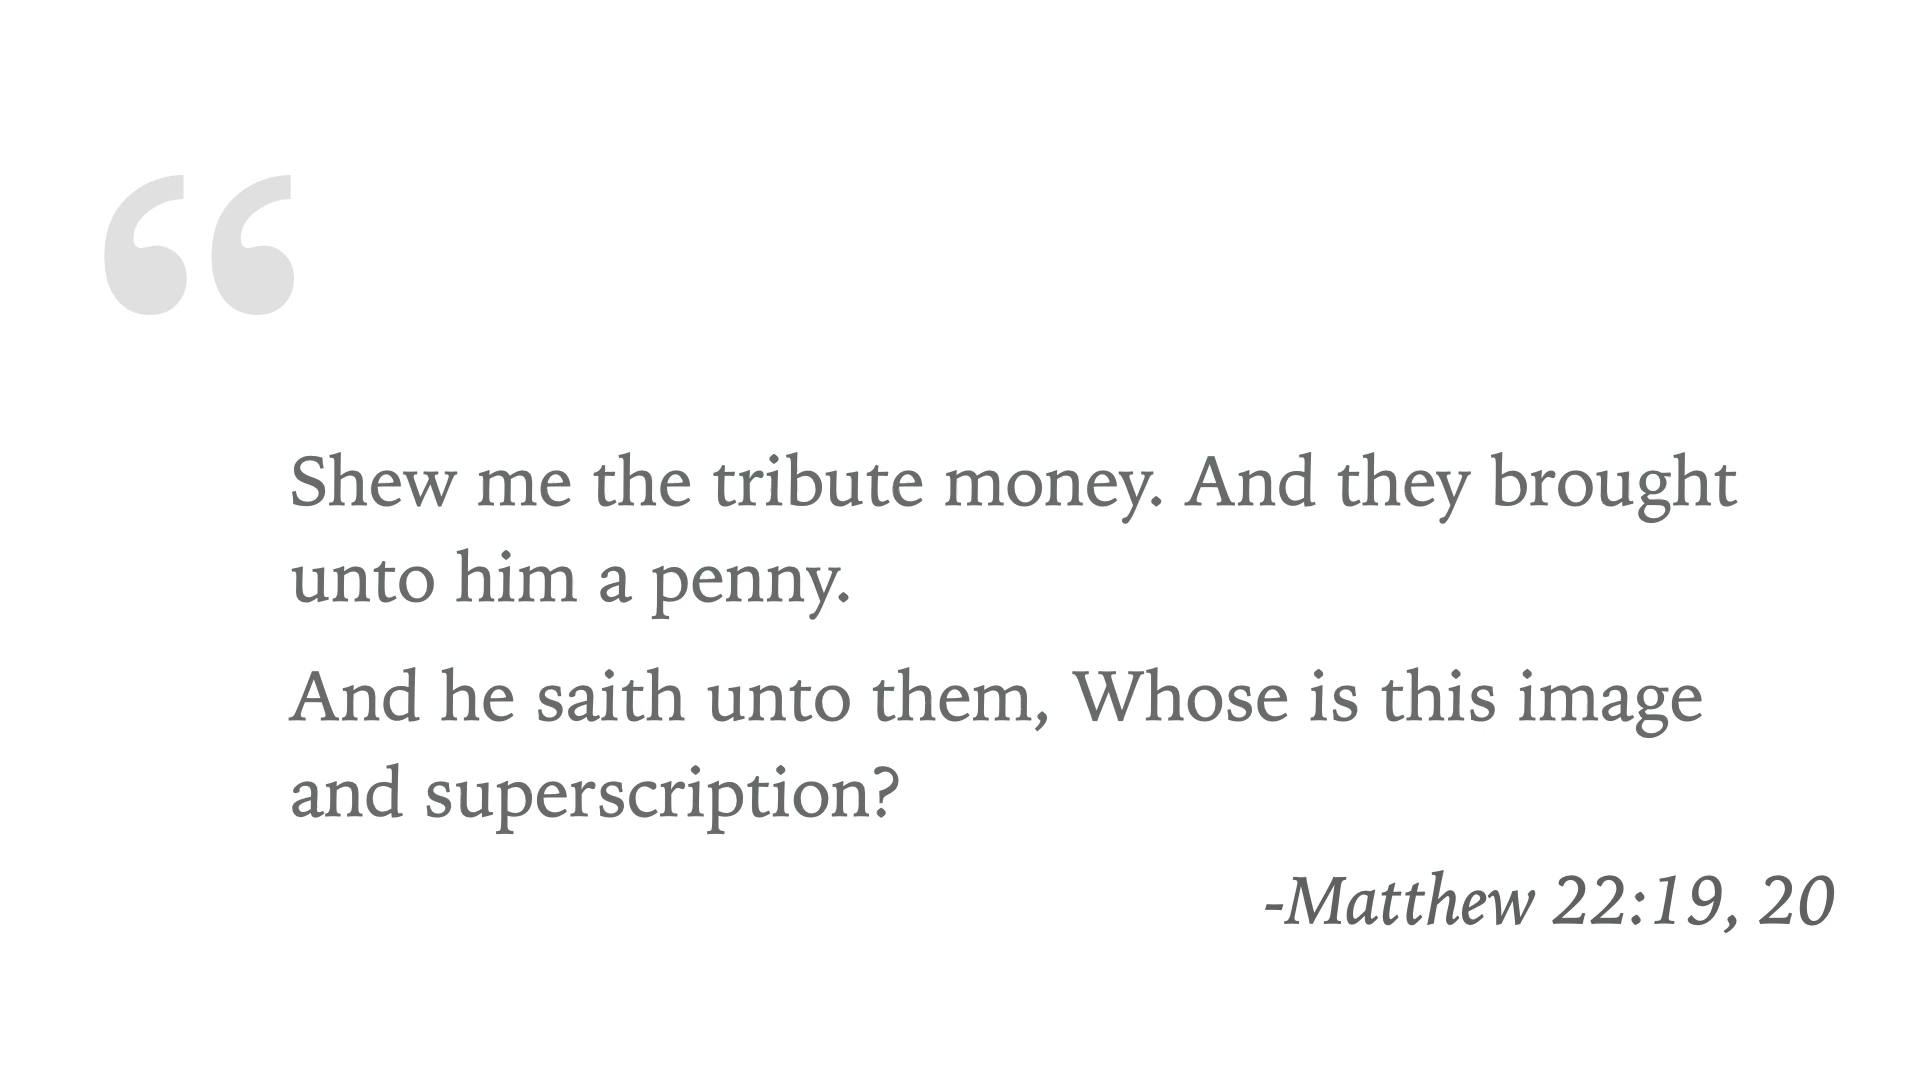 “
Shew me the tribute money. And they brought
unto him a penny.
And he saith unto them, Whose is this image
and superscription?
-Matthew 22:19, 20